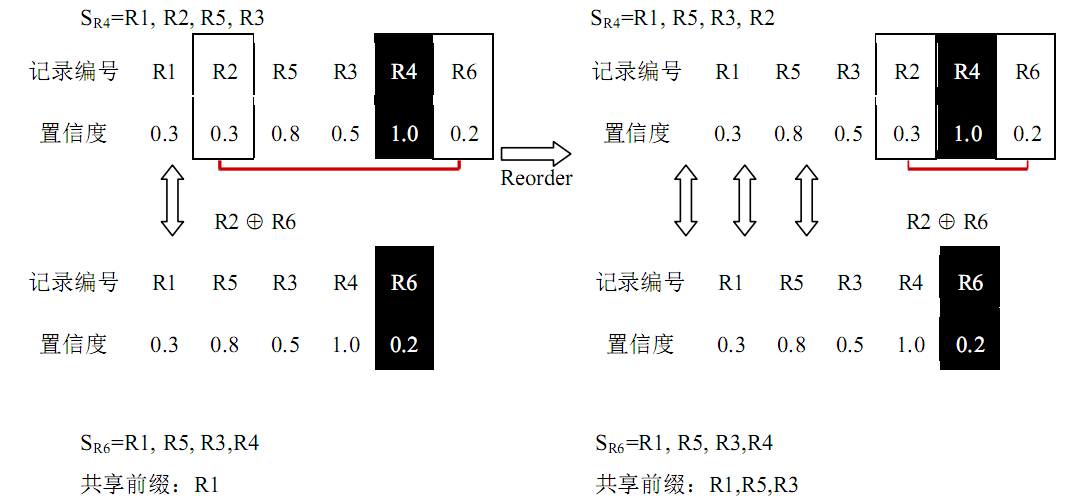 S_R4=R1, R2, R5, R3
记录编号 R1 R2 R5 R3 R4 R6
置信度 0.3 0.3 0.8 0.5 1.0 0.2
R2 ⊕ R6
记录编号 R1 R5 R3 R4 R6
置信度 0.3 0.8 0.5 1.0 0.2
S_R6=R1, R5, R3,R4
共享前缀：R1
Reorder
S_R4=R1, R5, R3, R2
记录编号 R1 R5 R3 R2 R4 R6
置信度 0.3 0.8 0.5 0.3 1.0 0.2
R2 ⊕ R6
记录编号 R1 R5 R3 R4 R6
置信度 0.3 0.8 0.5 1.0 0.2
S_R6=R1, R5, R3,R4
共享前缀：R1,R5,R3